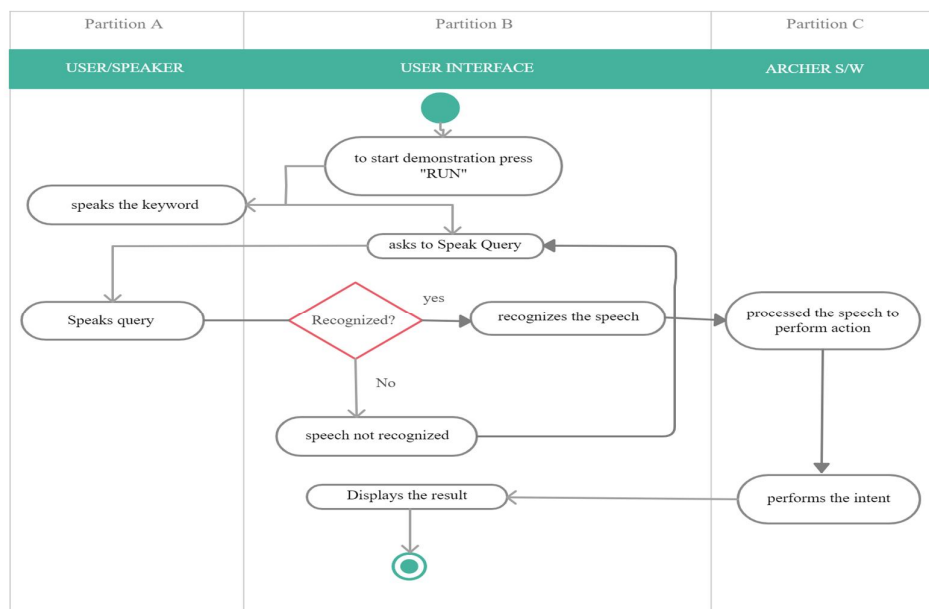 Partition A
Partition B
Partition C
USER/SPEAKER
USER INTERFACE
ARCHER S/W
to start demonstration press
"RUN"
speaks the keyword
asks to Speak Query
Speaks query
Recognized?
yes
recognizes the speech
processed the speech to
perform action
No
speech not recognized
Displays the result
performs the intent